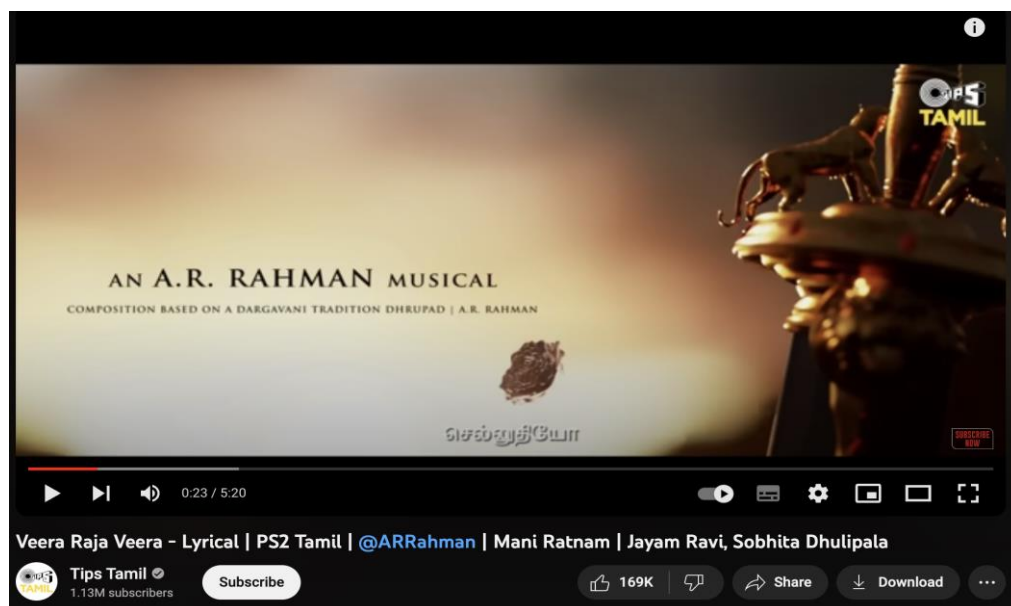 TIPS
TAMIL
AN A.R. RAHMAN MUSICAL
COMPOSITION BASED ON A DARGAVANI TRADITION DHRUPAD | A.R. RAHMAN
செல்லுதியோ
SUBSCRIBE
NOW
0:23 / 5:20
Veera Raja Veera - Lyrical | PS2 Tamil | @ARRahman | Mani Ratnam | Jayam Ravi, Sobhita Dhulipala
TIPS
TAMIL
Tips Tamil
1.13M subscribers
Subscribe
169K
Share
Download